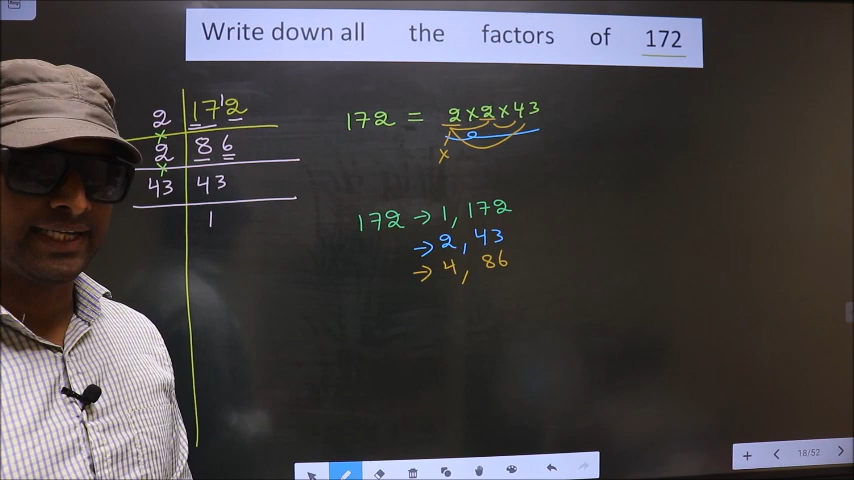 Write down all the factors of 172
2 172
2 86
43 43
1
172 = 2 × 2 × 43
×
172 → 1, 172
→ 2, 43
→ 4, 86
18/52